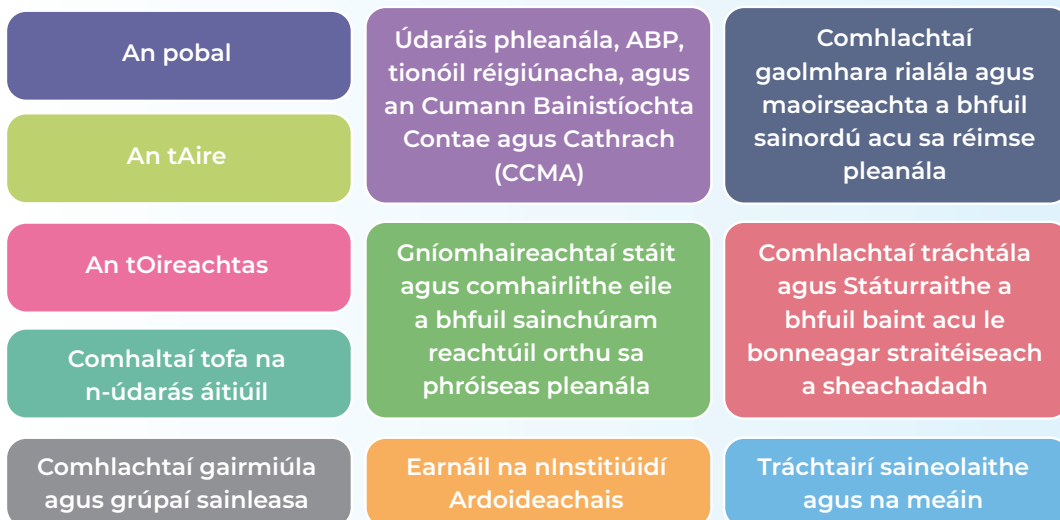 An pobal
An tAire
Údaráis phleanála, ABP,
tionóil réigiúnacha, agus
an Cumann Bainistíochta
Contae agus Cathrach
(CCMA)
Comhlachtaí
gaolmhara rialála agus
maoirseachta a bhfuil
sainordú acu sa réimse
pleanála
An tOireachtas
Comhaltaí tofa na
n-údarás áitiúil
Gníomhaireachtaí stáit
agus comhairlithe eile
a bhfuil sainchúram
reachtúil orthu sa
phróiseas pleanála
Comhlachtaí tráchtála
agus Státurraithe a
bhfuil baint acu le
bonneagar straitéiseach
a sheachadadh
Comhlachtaí gairmiúla
agus grúpaí sainleasa
Earnáil na nInstitiúidí
Ardoideachais
Tráchtairí saineolaithe
agus na meáin